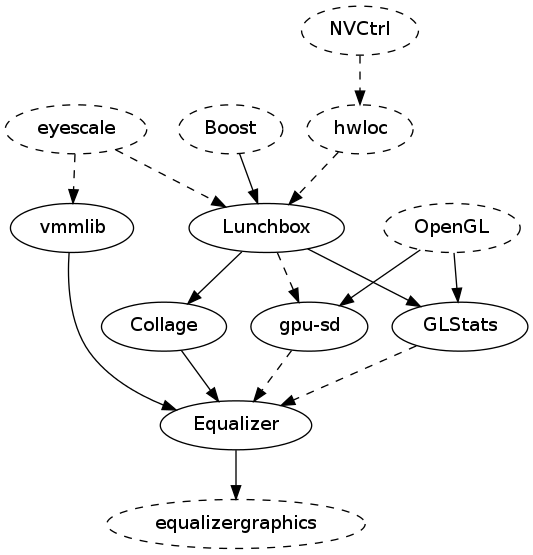 NVCtrl
eyescale
Boost
hwloc
vmmlib
Lunchbox
OpenGL
Collage
gpu-sd
GLStats
Equalizer
equalizergraphics